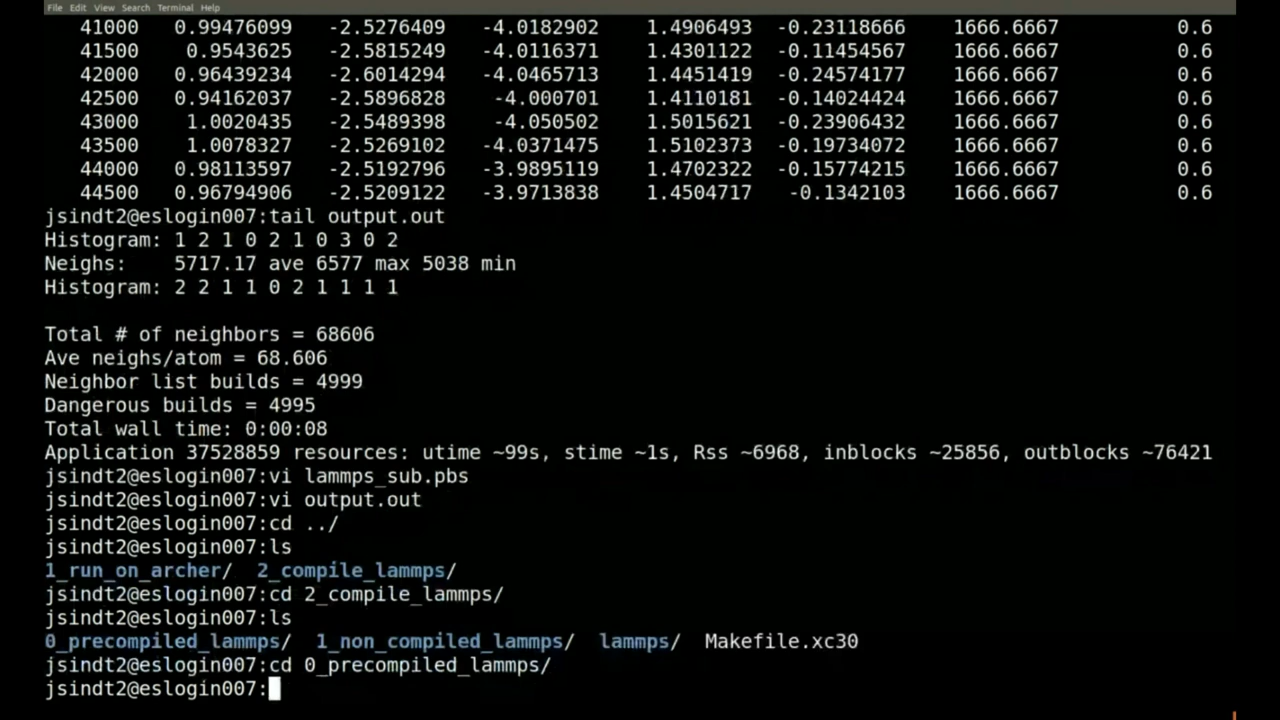 File Edit View Search Terminal Help
41000 0.99476099 -2.5276409 -4.0182902 1.4906493 -0.23118666 1666.6667 0.6
41500 0.9543625 -2.5815249 -4.0116371 1.4301122 -0.11454567 1666.6667 0.6
42000 0.96439234 -2.6014294 -4.0465713 1.4451419 -0.24574177 1666.6667 0.6
42500 0.94162037 -2.5896828 -4.000701 1.4110181 -0.14024424 1666.6667 0.6
43000 1.0020435 -2.5489398 -4.050502 1.5015621 -0.23906432 1666.6667 0.6
43500 1.0078327 -2.5269102 -4.0371475 1.5102373 -0.19734072 1666.6667 0.6
44000 0.98113597 -2.5192796 -3.9895119 1.4702322 -0.15774215 1666.6667 0.6
44500 0.96794906 -2.5209122 -3.9713838 1.4504717 -0.1342103 1666.6667 0.6
jsindt2@eslogin007:tail output.out
Histogram: 1 2 1 0 2 1 0 3 0 2
Neighs: 5717.17 ave 6577 max 5038 min
Histogram: 2 2 1 1 0 2 1 1 1 1
Total # of neighbors = 68606
Ave neighs/atom = 68.606
Neighbor list builds = 4999
Dangerous builds = 4995
Total wall time: 0:00:08
Application 37528859 resources: utime ~99s, stime ~1s, Rss ~6968, inblocks ~25856, outblocks ~76421
jsindt2@eslogin007:vi lammps_sub.pbs
jsindt2@eslogin007:vi output.out
jsindt2@eslogin007:cd ../
jsindt2@eslogin007:ls
1_run_on_archer/ 2_compile_lammps/
jsindt2@eslogin007:cd 2_compile_lammps/
jsindt2@eslogin007:ls
0_precompiled_lammps/ 1_non_compiled_lammps/ lammps/ Makefile.xc30
jsindt2@eslogin007:cd 0_precompiled_lammps/
jsindt2@eslogin007: